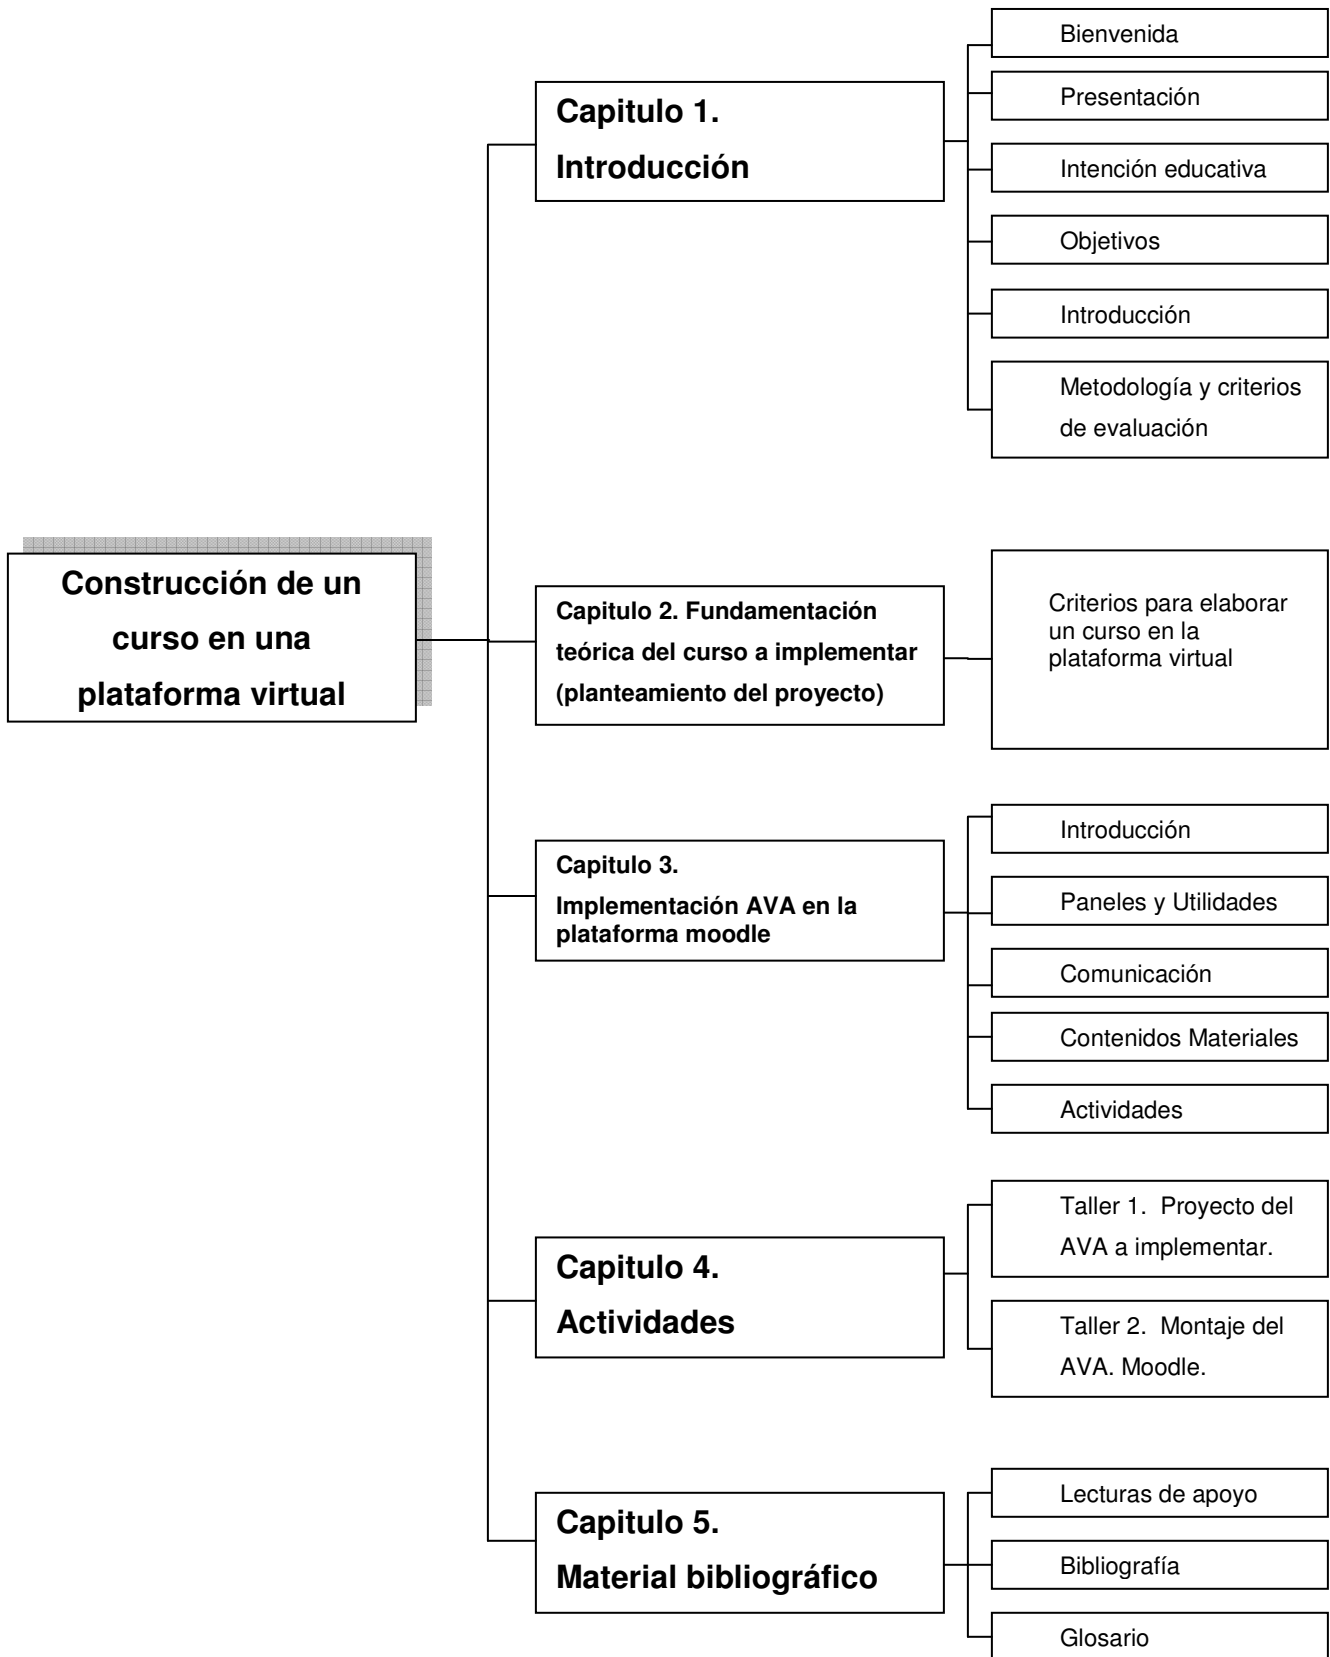 Construcción de un
curso en una
plataforma virtual
Capitulo 1.
Introducción
Bienvenida
Presentación
Intención educativa
Objetivos
Introducción
Metodología y criterios
de evaluación
Capitulo 2. Fundamentación
teórica del curso a implementar
(planteamiento del proyecto)
Criterios para elaborar
un curso en la
plataforma virtual
Capitulo 3.
Implementación AVA en la
plataforma moodle
Introducción
Paneles y Utilidades
Comunicación
Contenidos Materiales
Actividades
Capitulo 4.
Actividades
Taller 1.  Proyecto del
AVA a implementar.
Taller 2.  Montaje del
AVA. Moodle.
Capitulo 5.
Material bibliográfico
Lecturas de apoyo
Bibliografía
Glosario